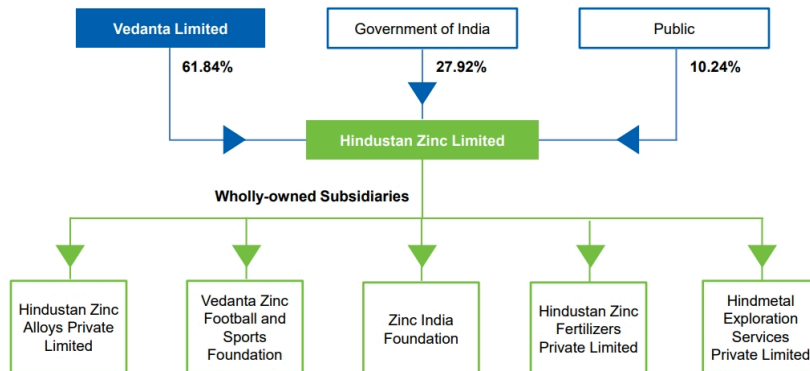 Vedanta Limited
Government of India
Public
61.84%
27.92%
10.24%
Hindustan Zinc Limited
Wholly-owned Subsidiaries
Hindustan Zinc
Alloys Private
Limited
Vedanta Zinc
Football and
Sports
Foundation
Zinc India
Foundation
Hindustan Zinc
Fertilizers
Private Limited
Hindmetal
Exploration
Services
Private Limited